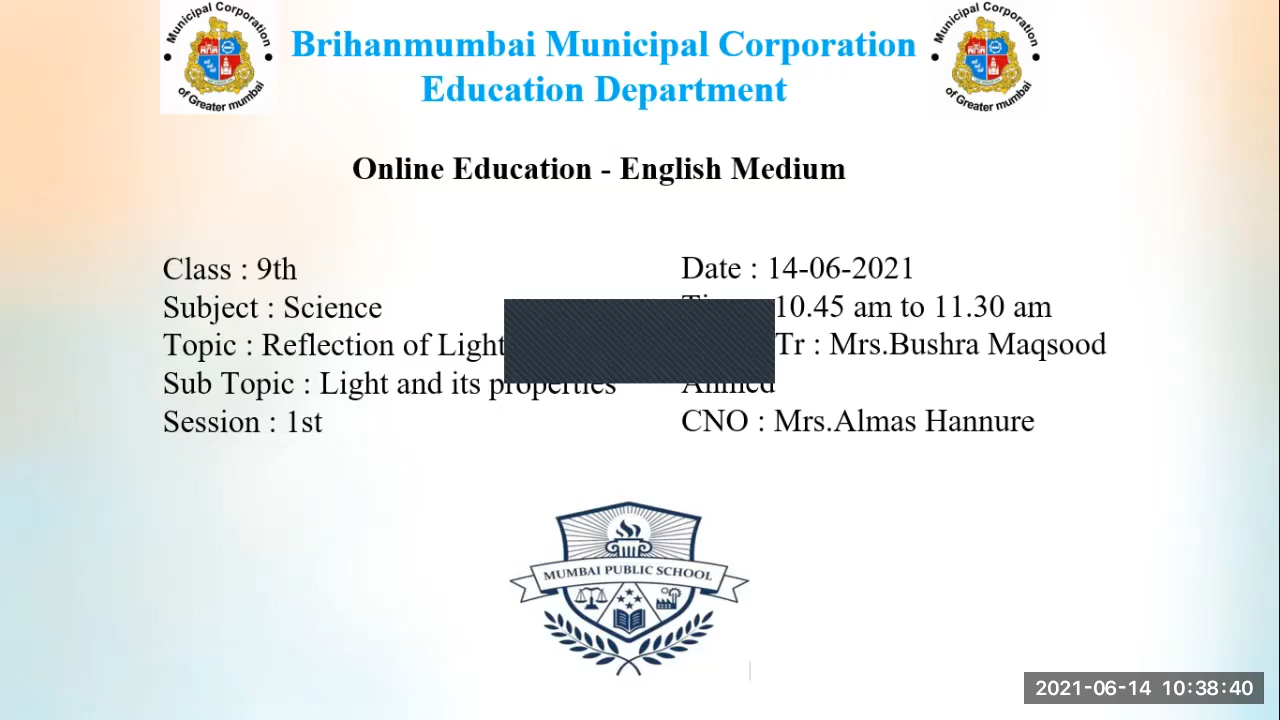 Municipal Corporation
of Greater mumbai
Brihanmumbai Municipal Corporation
Education Department
Municipal Corporation
of Greater mumbai
Online Education - English Medium
Class : 9th
Subject : Science
Topic : Reflection of Light
Sub Topic : Light and its properties
Session : 1st
Date : 14-06-2021
10.45 am to 11.30 am
Tr : Mrs.Bushra Maqsood
Ahmed
CNO : Mrs.Almas Hannure
MUMBAI PUBLIC SCHOOL
2021-06-14 10:38:40